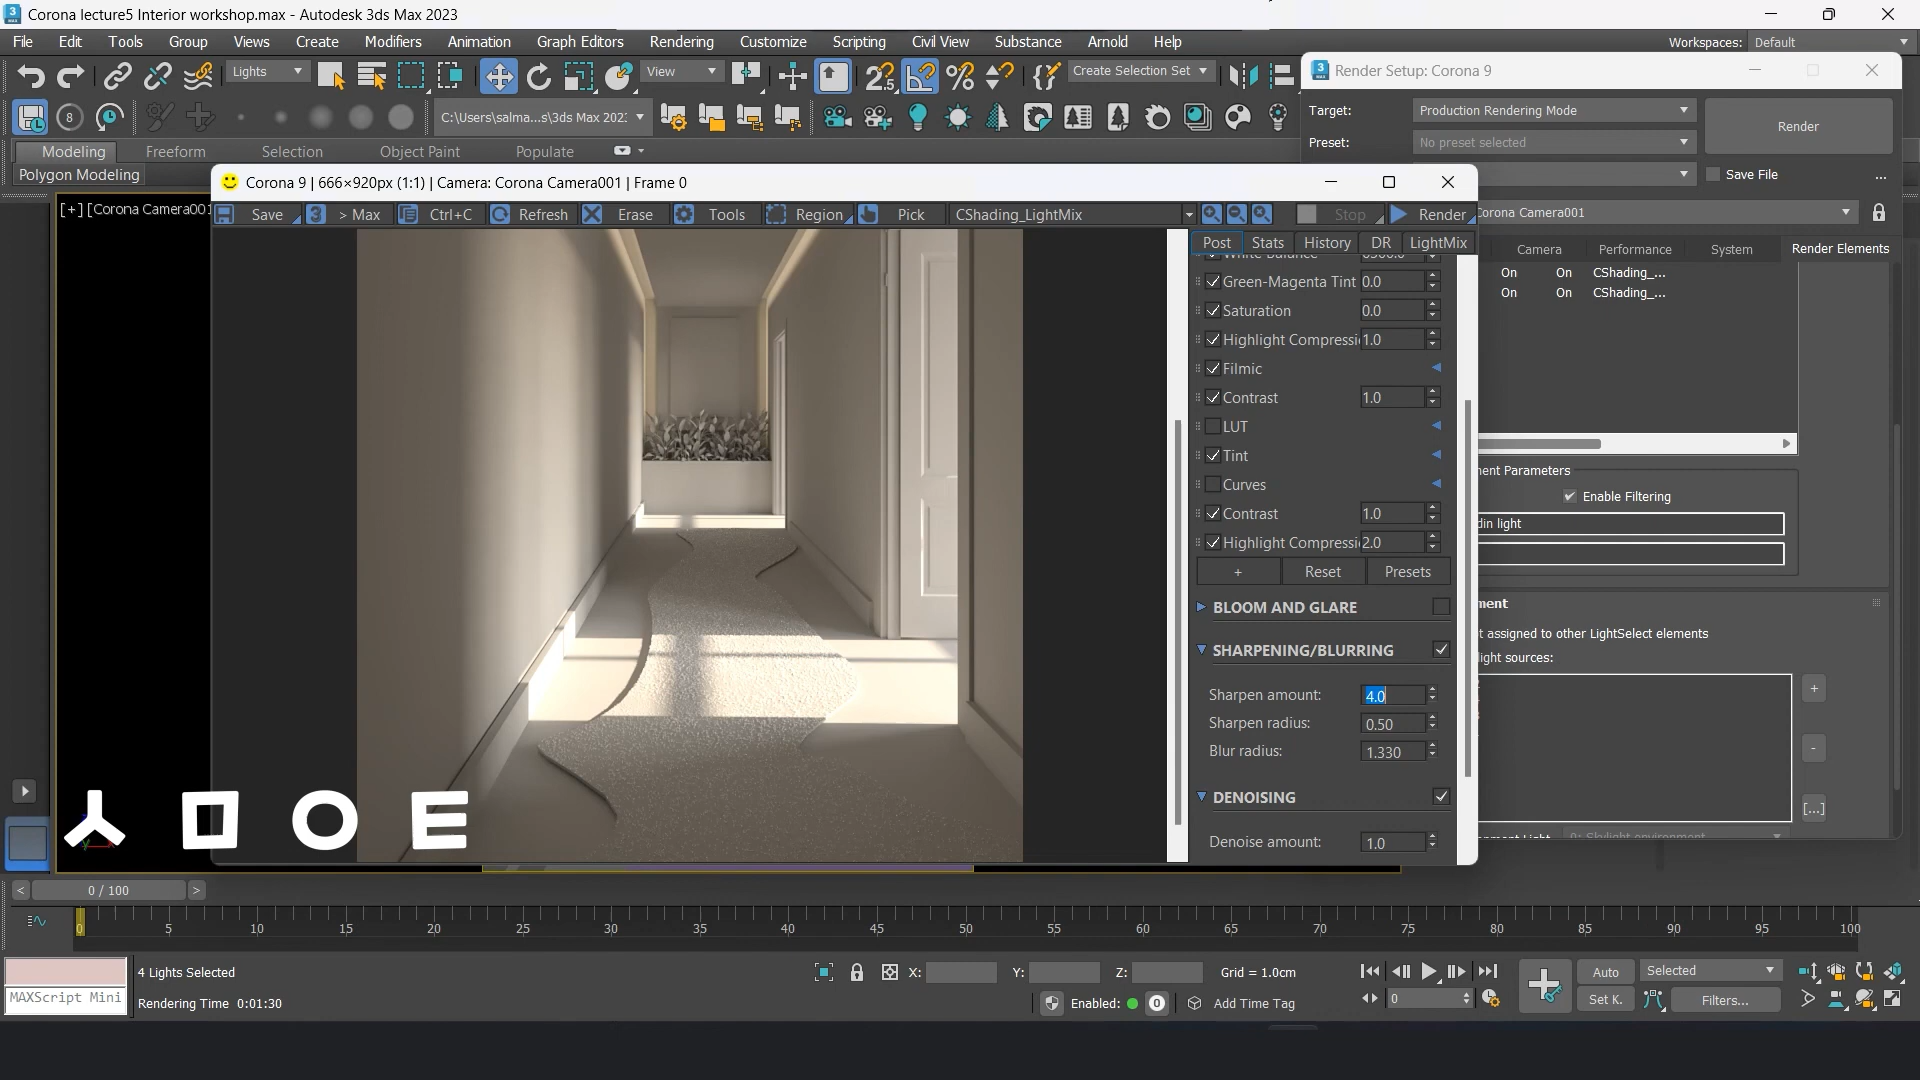 Corona lecture5 Interior workshop.max - Autodesk 3ds Max 2023
File Edit Tools Group Views Create Modifiers Animation Graph Editors Rendering Customize Scripting Civil View Substance Arnold Help
Workspaces: Default
Lights
View
Create Selection Set
C:\Users\salma...s\3ds Max 202
Modeling Freeform Selection Object Paint Populate
Polygon Modeling
[+] [Corona Camera001
Render Setup: Corona 9
Target: Production Rendering Mode
Render
Preset: No preset selected
Save File ...
Corona Camera001
Camera Performance System Render Elements
On On CShading_...
On On CShading_...
Enable Filtering
t assigned to other LightSelect elements
+
-
[...]
Corona 9 | 666×920px (1:1) | Camera: Corona Camera001 | Frame 0
Save 3 > Max Ctrl+C Refresh Erase Tools Region Pick CShading_LightMix Stop Render
Post Stats History DR LightMix
White Balance 6500.0
Green-Magenta Tint 0.0
Saturation 0.0
Highlight Compressi 1.0
Filmic
Contrast 1.0
LUT
Tint
Curves
Contrast 1.0
Highlight Compressi 2.0
+ Reset Presets
BLOOM AND GLARE
SHARPENING/BLURRING
Sharpen amount: 4.0
Sharpen radius: 0.50
Blur radius: 1.330
DENOISING
Denoise amount: 1.0
< 0 / 100 >
0 5 10 15 20 25 30 35 40 45 50 55 60 65 70 75 80 85 90 95 100
MAXScript Mini
4 Lights Selected
Rendering Time 0:01:30
X: Y: Z: Grid = 1.0cm
Enabled: 0 Add Time Tag
0
Auto Selected
Set K. Filters...